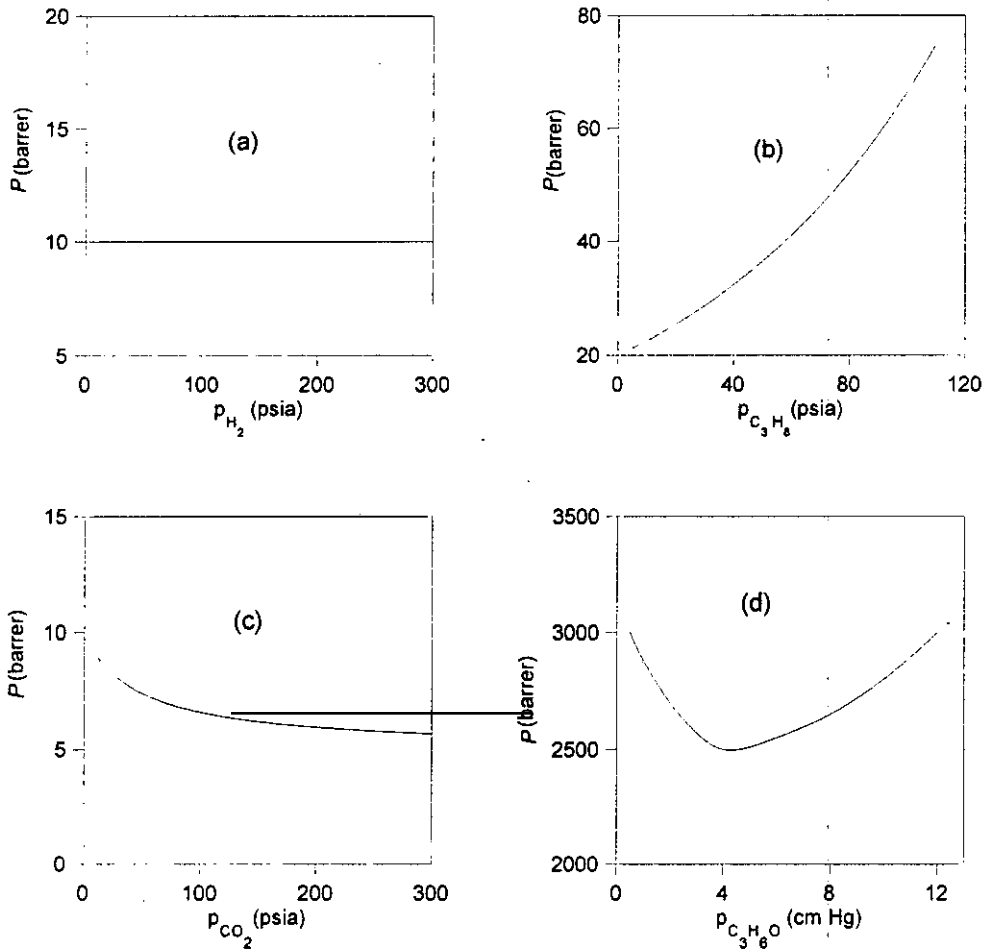 20
15
10
5
P(barrer)
(a)
0 100 200 300
p_H2 (psia)
80
60
40
20
P(barrer)
(b)
0 40 80 120
p_C3H8 (psia)
15
10
5
0
P(barrer)
(c)
0 100 200 300
p_CO2 (psia)
3500
3000
2500
2000
P(barrer)
(d)
0 4 8 12
p_C3H6O (cm Hg)